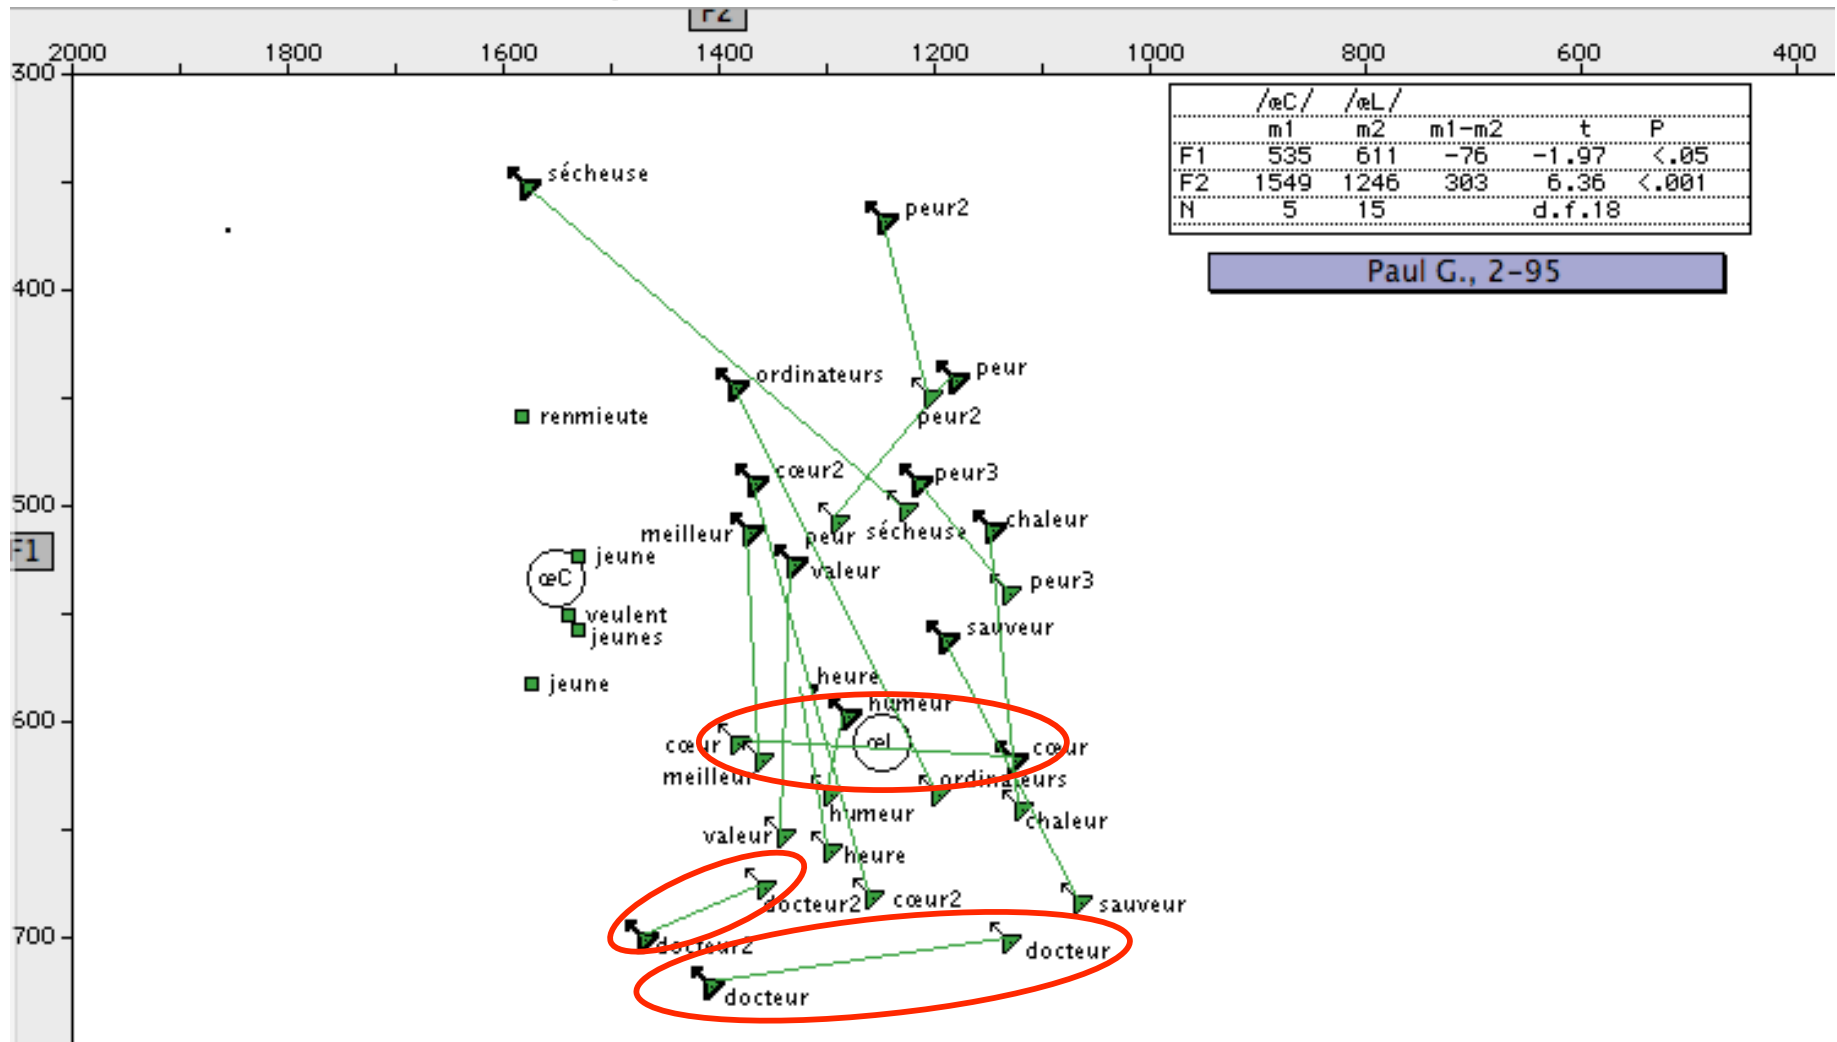 F2
2000 1800 1600 1400 1200 1000 800 600 400
300
/œC/ /œL/
m1 m2 m1-m2 t P
F1 535 611 -76 -1.97 <.05
F2 1549 1246 303 6.36 <.001
N 5 15 d.f.18
Paul G., 2-95
sécheuse
peur2
400
peur
ordinateurs
renmieute
peur2
cœur2
peur3
500
meilleur
peur
sécheuse
chaleur
F1
jeune
valeur
œC
peur3
veulent
jeunes
sauveur
jeune
heure
humeur
600
cœur
œL
cœur
meilleur
ordinateurs
humeur
chaleur
valeur
heure
docteur2
cœur2
sauveur
700
docteur2
docteur
docteur